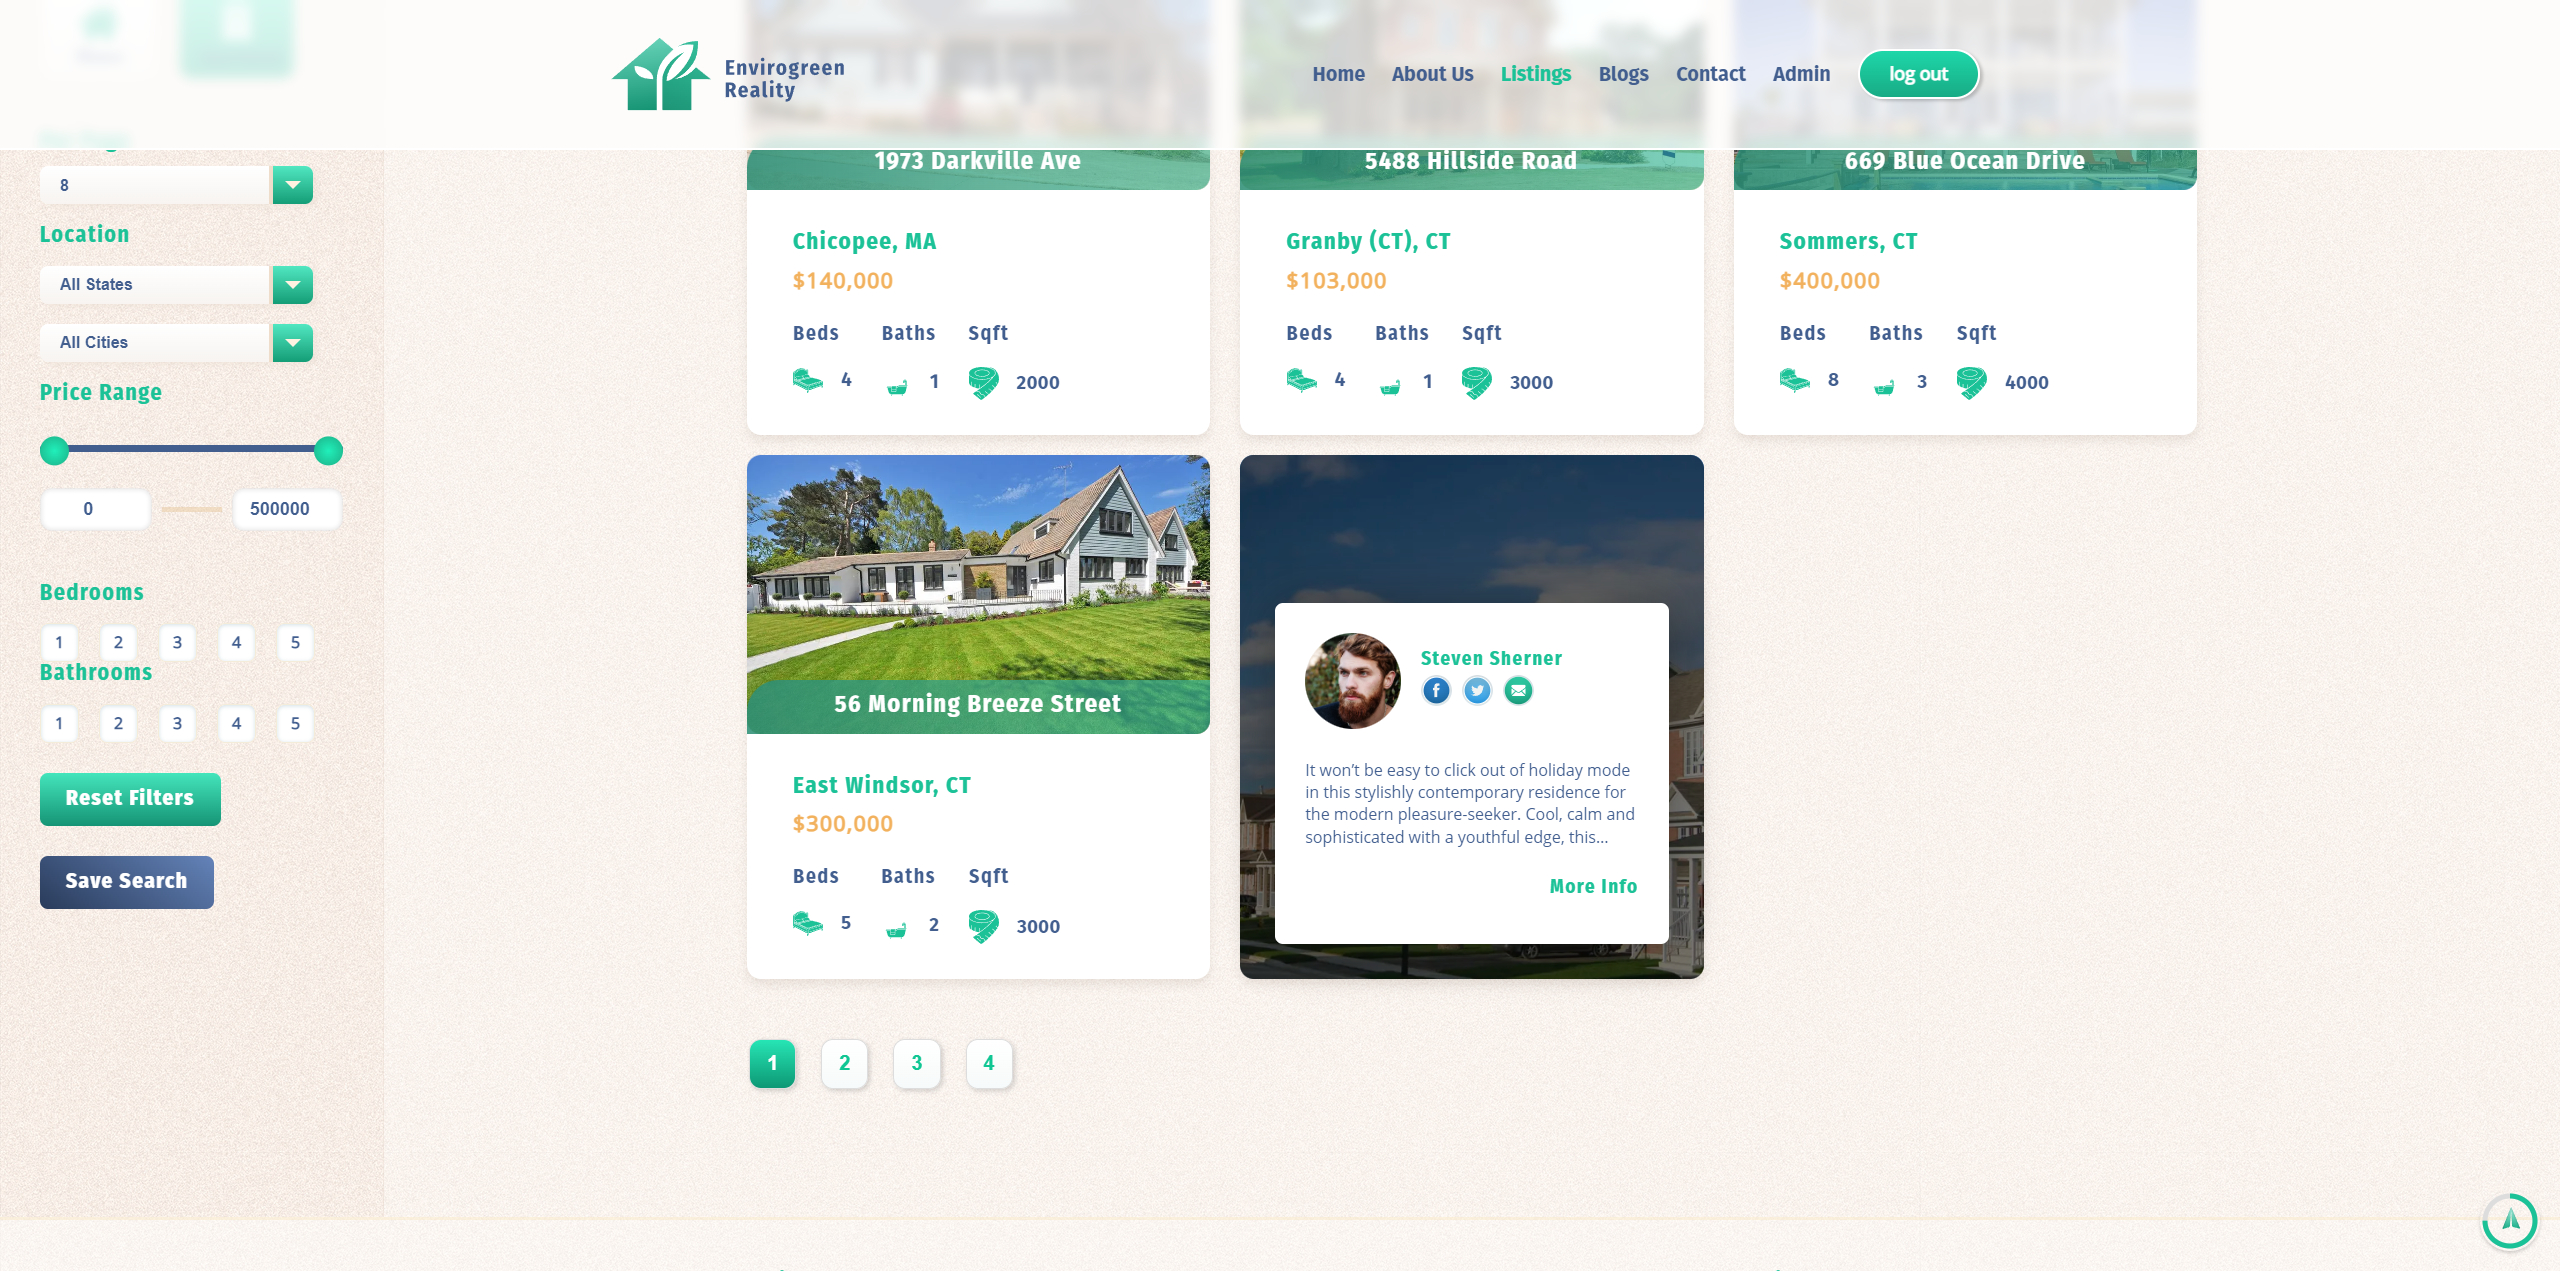 Envirogreen
Reality
Home
About Us
Listings
Blogs
Contact
Admin
log out
8
Location
All States
All Cities
Price Range
0
500000
Bedrooms
1 2 3 4 5
Bathrooms
1 2 3 4 5
Reset Filters
Save Search
1973 Darkville Ave
Chicopee, MA
$140,000
Beds Baths Sqft
4 1 2000
5488 Hillside Road
Granby (CT), CT
$103,000
Beds Baths Sqft
4 1 3000
669 Blue Ocean Drive
Sommers, CT
$400,000
Beds Baths Sqft
8 3 4000
56 Morning Breeze Street
East Windsor, CT
$300,000
Beds Baths Sqft
5 2 3000
Steven Sherner
It won't be easy to click out of holiday mode
in this stylishly contemporary residence for
the modern pleasure-seeker. Cool, calm and
sophisticated with a youthful edge, this...
More Info
1 2 3 4